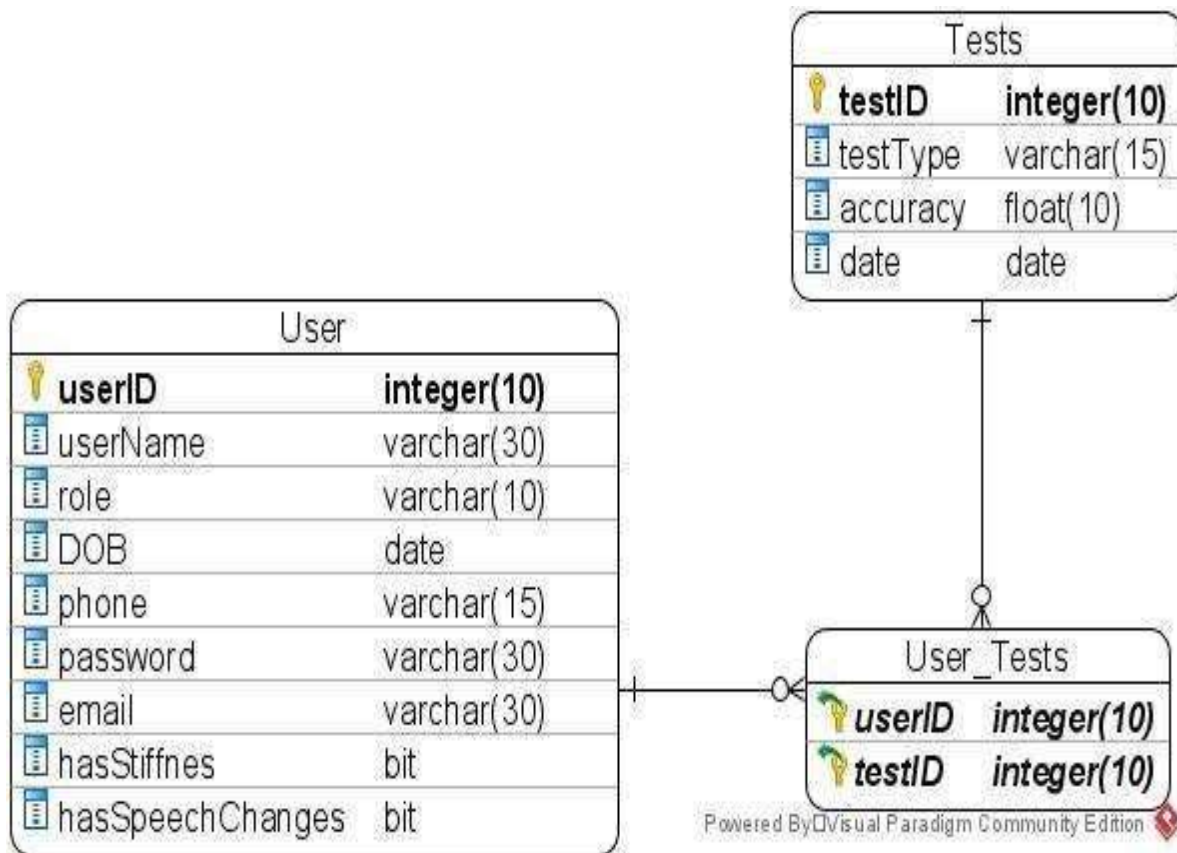 Tests
testID integer(10)
testType varchar(15)
accuracy float(10)
date date
User
userID integer(10)
userName varchar(30)
role varchar(10)
DOB date
phone varchar(15)
password varchar(30)
email varchar(30)
hasStiffnes bit
hasSpeechChanges bit
User_Tests
userID integer(10)
testID integer(10)
Powered By□Visual Paradigm Community Edition